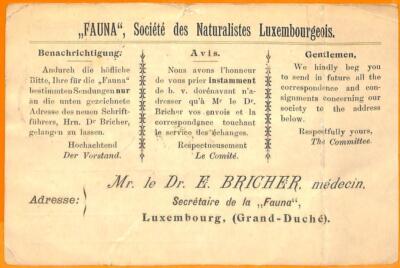 „FAUNA“, Société des Naturalistes Luxembourgeois.
Benachrichtigung:
Andurch die höfliche
Bitte, Ihre für die „Fauna“
bestimmten Sendungen nur
an die unten gezeichnete
Adresse des neuen Schrift-
führers, Hrn. Dr Bricher,
gelangen zu lassen.
Hochachtend
Der Vorstand.
Avis.
Nous avons l'honneur
de vous prier instamment
de b. v. dorénavant n'a-
dresser qu'à Mr le Dr.
Bricher vos envois et la
correspondance touchant
le service des échanges.
Respectueusement
Le Comité.
Gentlemen,
We kindly beg you
to send in future all the
correspondence and con-
signments concerning our
society to the address
below.
Respectfully yours,
The Committee.
Adresse:
Mr. le Dr. E. BRICHER, médecin,
Secrétaire de la „Fauna“,
Luxembourg, (Grand-Duché).